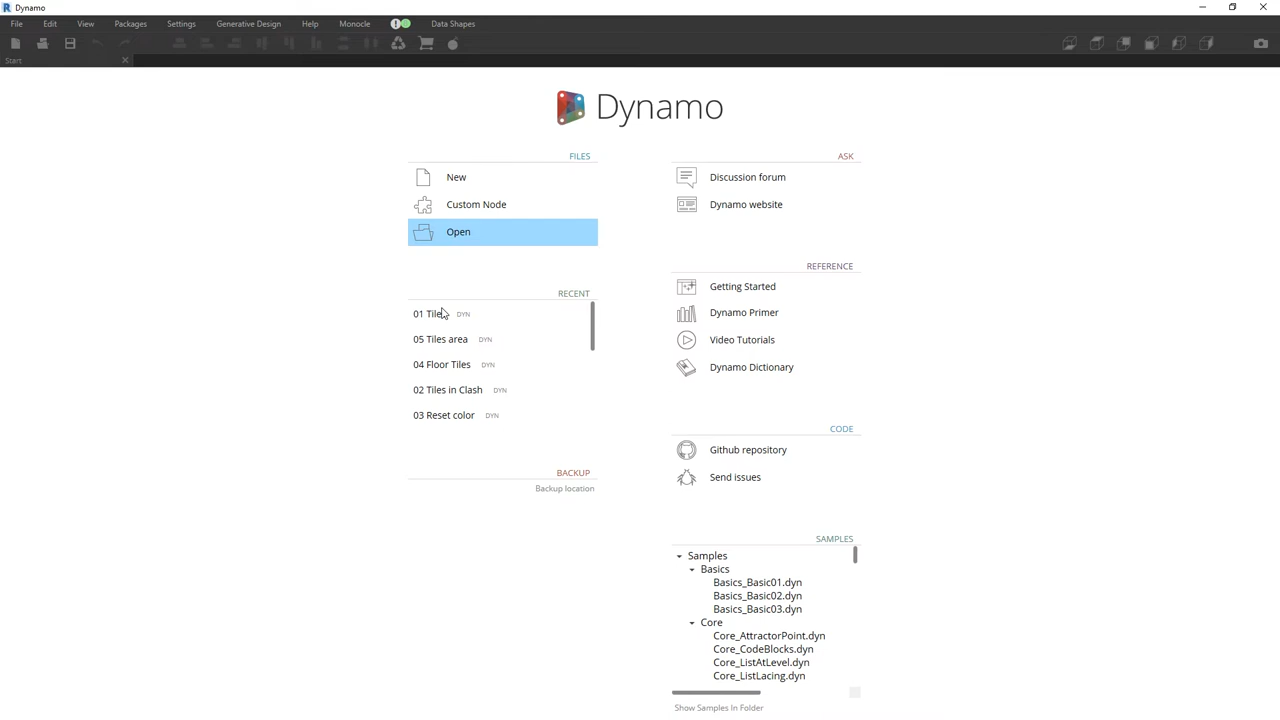 Dynamo
File Edit View Packages Settings Generative Design Help Monocle ! Data Shapes
Start
Dynamo
FILES
New
Custom Node
Open
RECENT
01 Tile DYN
05 Tiles area DYN
04 Floor Tiles DYN
02 Tiles in Clash DYN
03 Reset color DYN
BACKUP
Backup location
ASK
Discussion forum
Dynamo website
REFERENCE
Getting Started
Dynamo Primer
Video Tutorials
Dynamo Dictionary
CODE
Github repository
Send issues
SAMPLES
Samples
Basics
Basics_Basic01.dyn
Basics_Basic02.dyn
Basics_Basic03.dyn
Core
Core_AttractorPoint.dyn
Core_CodeBlocks.dyn
Core_ListAtLevel.dyn
Core_ListLacing.dyn
Show Samples In Folder